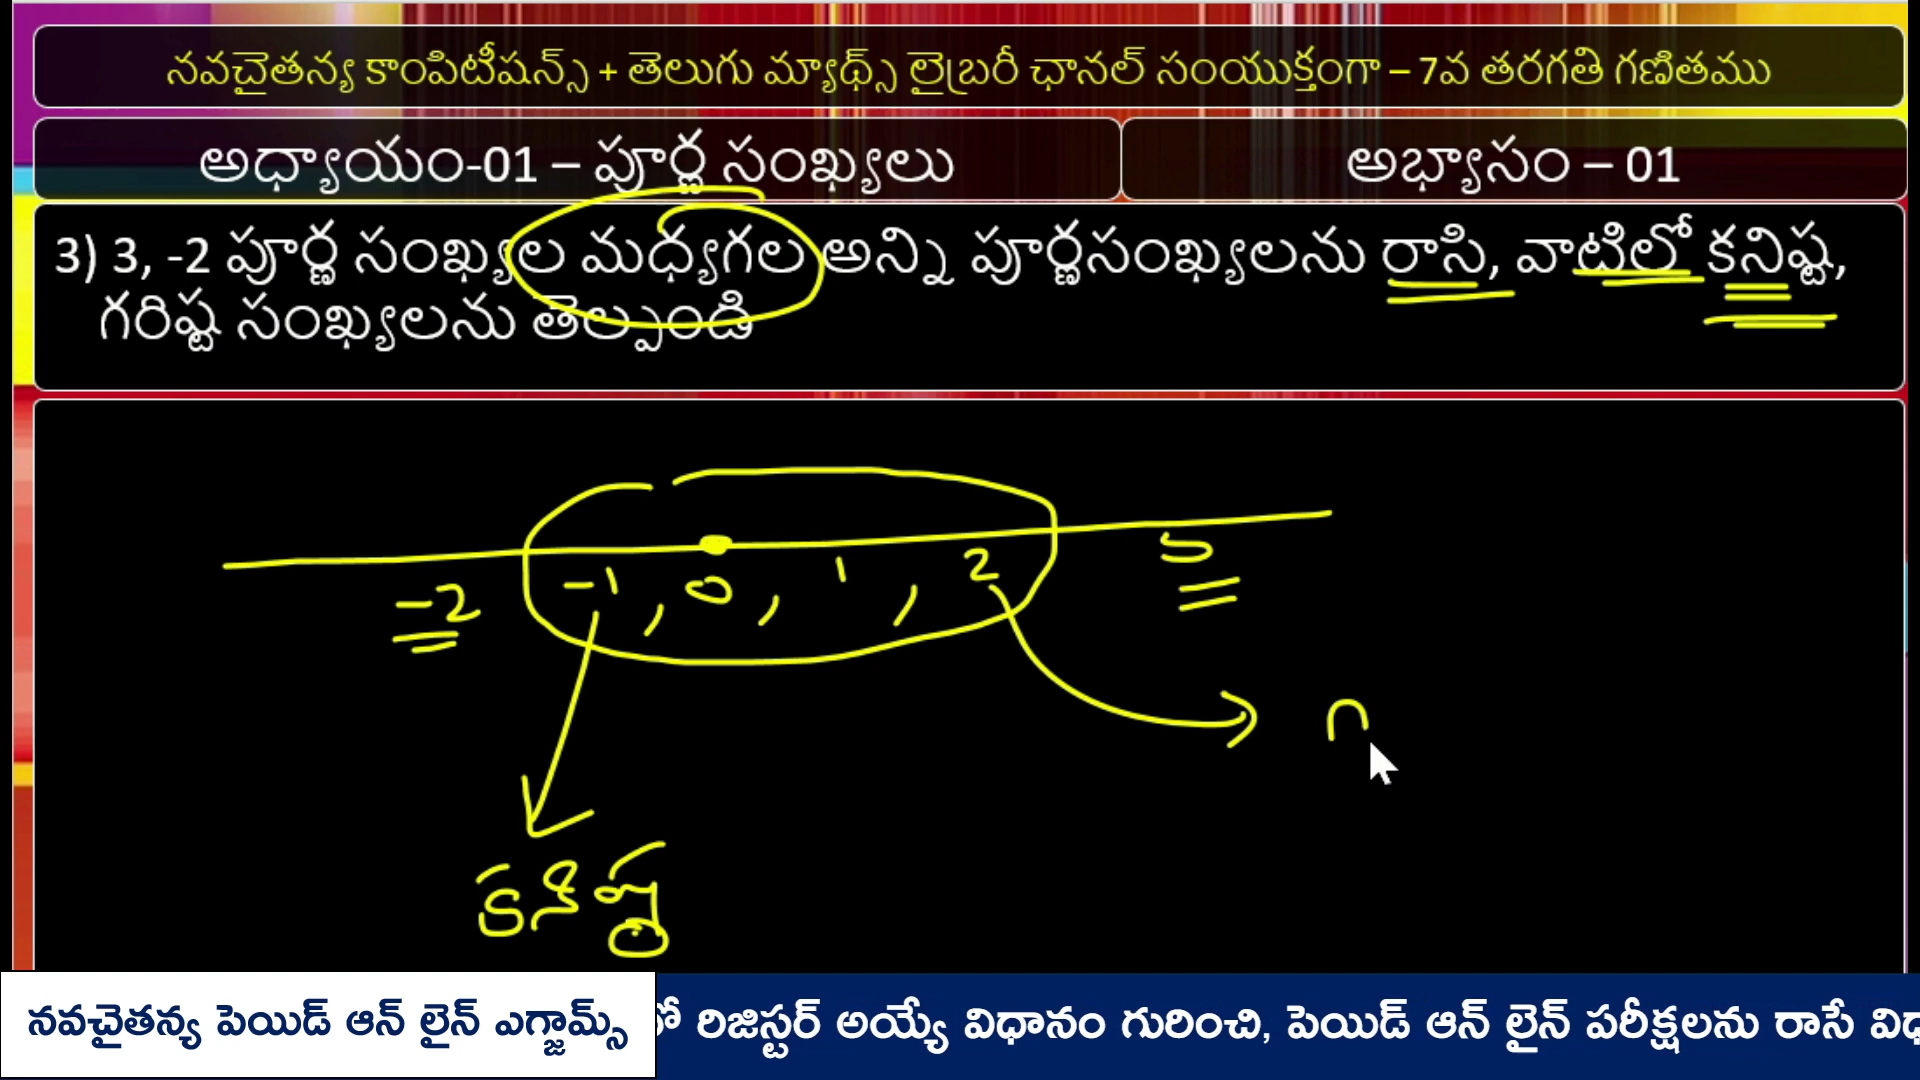 నవచైతన్య కాంపిటీషన్స్ + తెలుగు మ్యాథ్స్ లైబ్రరీ ఛానల్ సంయుక్తంగా – 7వ తరగతి గణితము
అధ్యాయం-01 – పూర్ణ సంఖ్యలు
అభ్యాసం – 01
3) 3, -2 పూర్ణ సంఖ్యల మధ్యగల అన్ని పూర్ణసంఖ్యలను రాసి, వాటిలో కనిష్ట,
గరిష్ట సంఖ్యలను తెల్పండి
-2 -1 , 0 , 1 , 2
కనిష్ట
నవచైతన్య పెయిడ్ ఆన్ లైన్ ఎగ్జామ్స్
రిజిస్టర్ అయ్యే విధానం గురించి, పెయిడ్ ఆన్ లైన్ పరీక్షలను రాసే